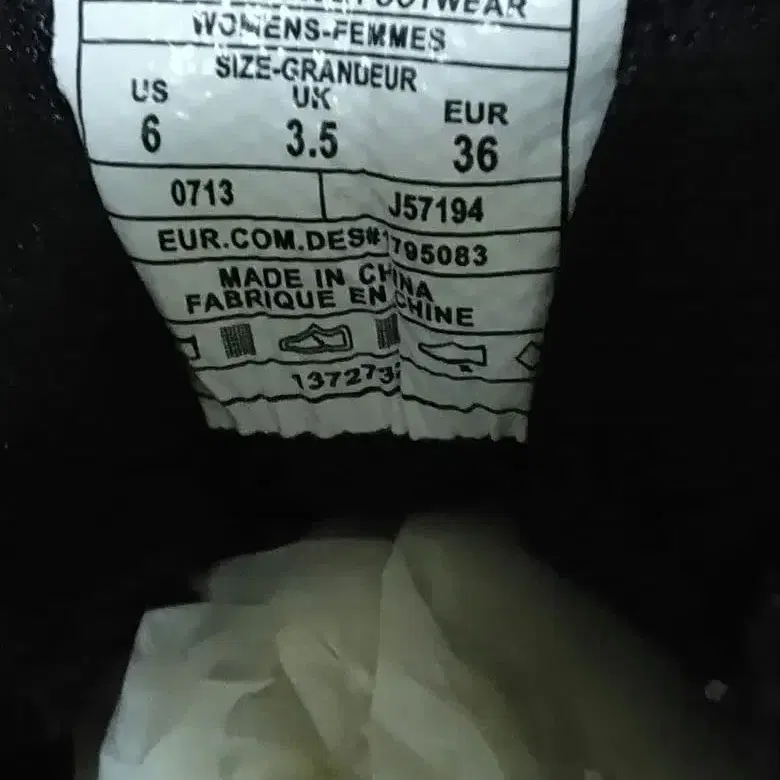 FOOTWEAR
WOMENS-FEMMES
SIZE-GRANDEUR
US UK EUR
6 3.5 36
0713 J57194
EUR.COM.DES#1795083
MADE IN CHINA
FABRIQUE EN CHINE